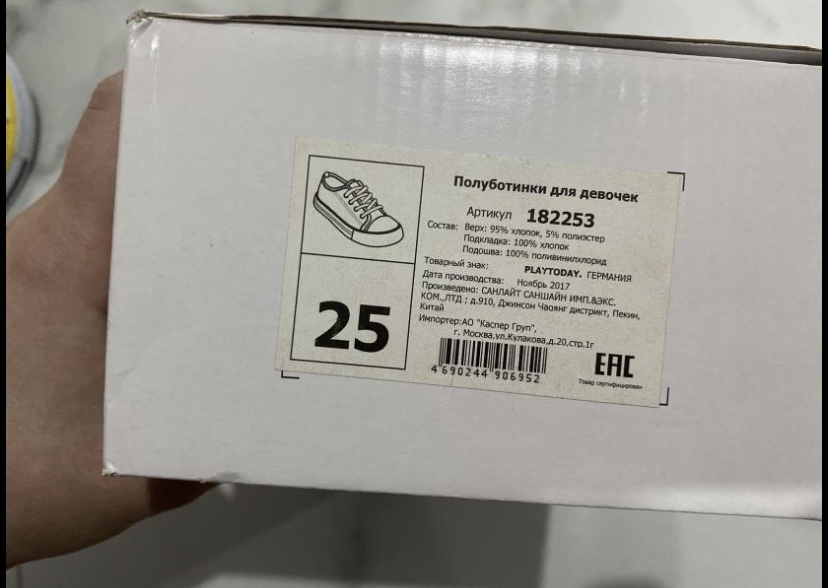 Полуботинки для девочек
Артикул 182253
Состав: Верх: 95% хлопок, 5% полиэстер
Подкладка: 100% хлопок
Подошва: 100% поливинилхлорид
Товарный знак: PLAYTODAY. ГЕРМАНИЯ
Дата производства: Ноябрь 2017
Произведено: САНЛАЙТ САНШАЙН ИМП.&ЭКС.
КОМ.,ЛТД ; д.910, Джинсон Чаоянг дистрикт, Пекин,
Китай
Импортер:АО "Каспер Груп",
г. Москва,ул.Кулакова,д.20,стр.1г
25
4 690244 906952
EAC
Товар сертифицирован